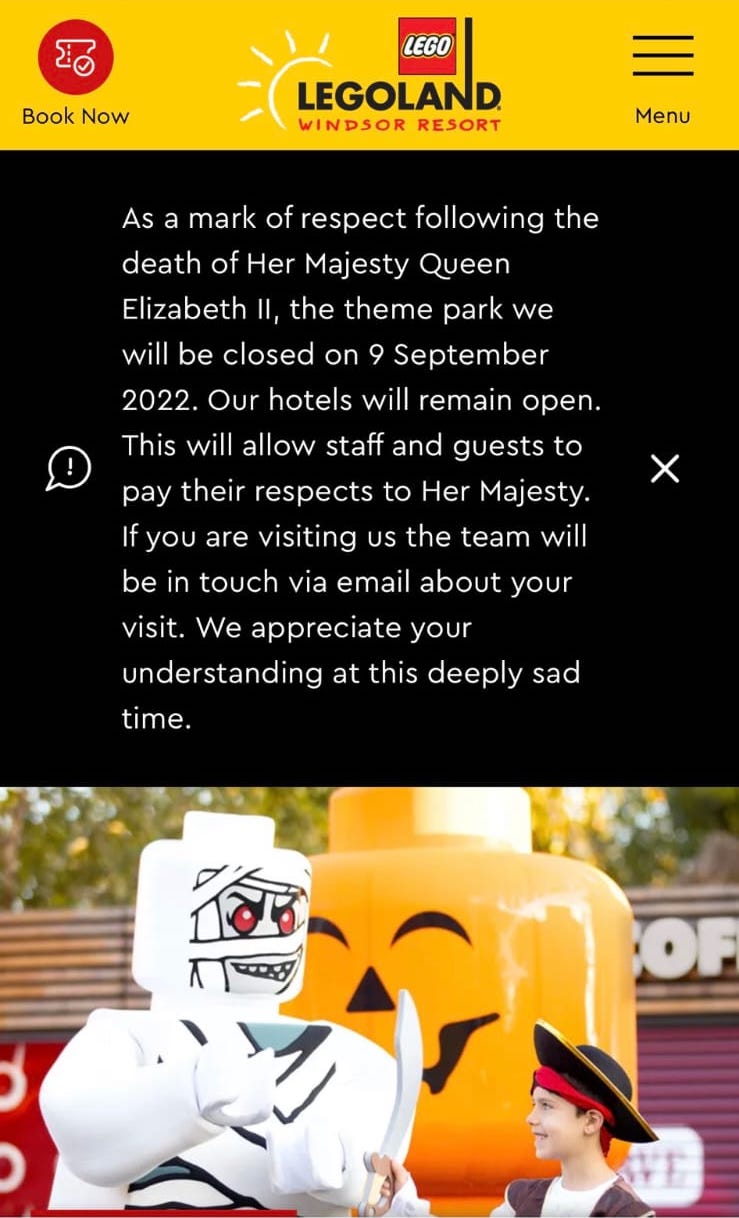 Book Now
LEGO
LEGOLAND
WINDSOR RESORT
Menu
As a mark of respect following the
death of Her Majesty Queen
Elizabeth II, the theme park we
will be closed on 9 September
2022. Our hotels will remain open.
This will allow staff and guests to
pay their respects to Her Majesty.
If you are visiting us the team will
be in touch via email about your
visit. We appreciate your
understanding at this deeply sad
time.